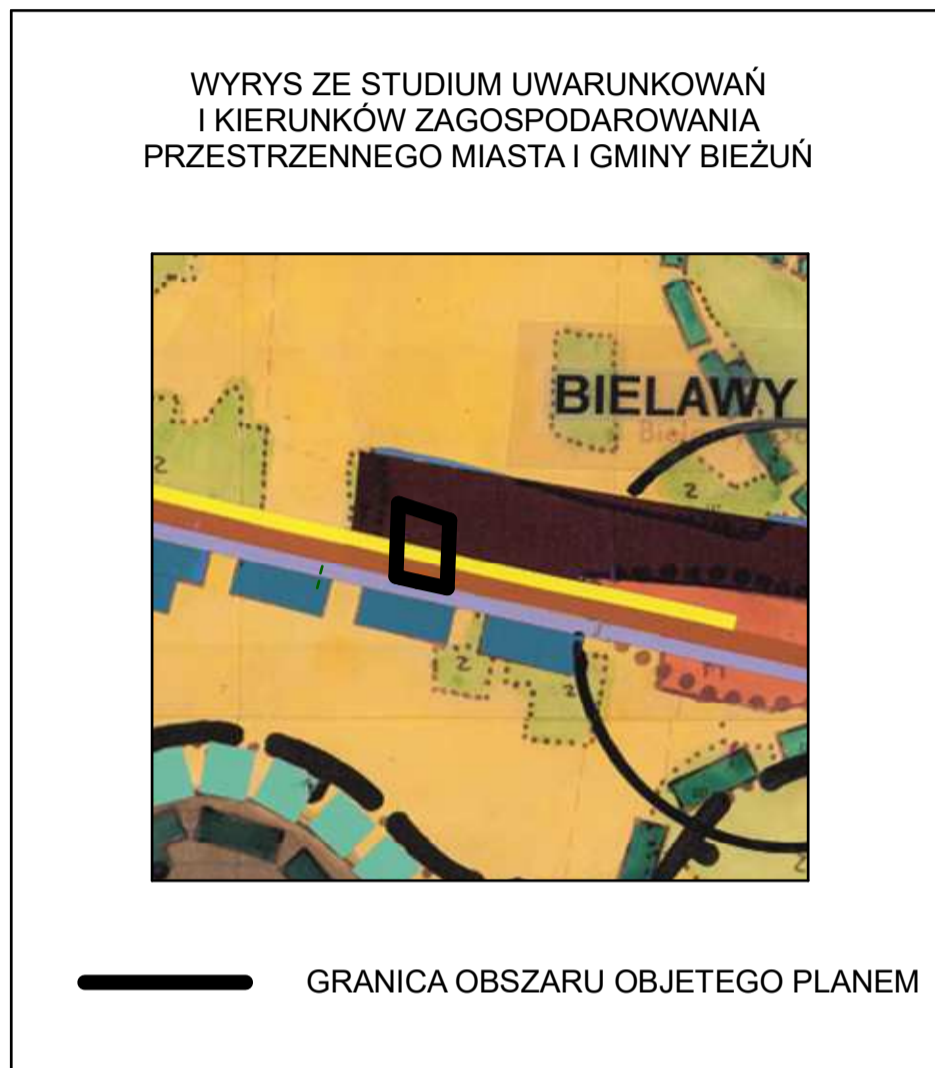 WYRYS ZE STUDIUM UWARUNKOWAŃ
I KIERUNKÓW ZAGOSPODAROWANIA
PRZESTRZENNEGO MIASTA I GMINY BIEŻUŃ
BIELAWY
Z
Z
Z
Z
GRANICA OBSZARU OBJETEGO PLANEM